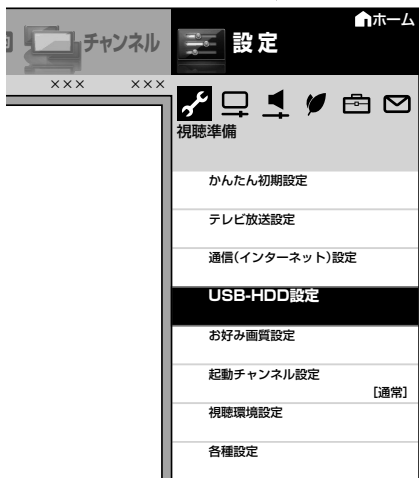 ホーム
チャンネル
設定
××× ×××
視聴準備
かんたん初期設定
テレビ放送設定
通信(インターネット)設定
USB-HDD設定
お好み画質設定
起動チャンネル設定
[通常]
視聴環境設定
各種設定